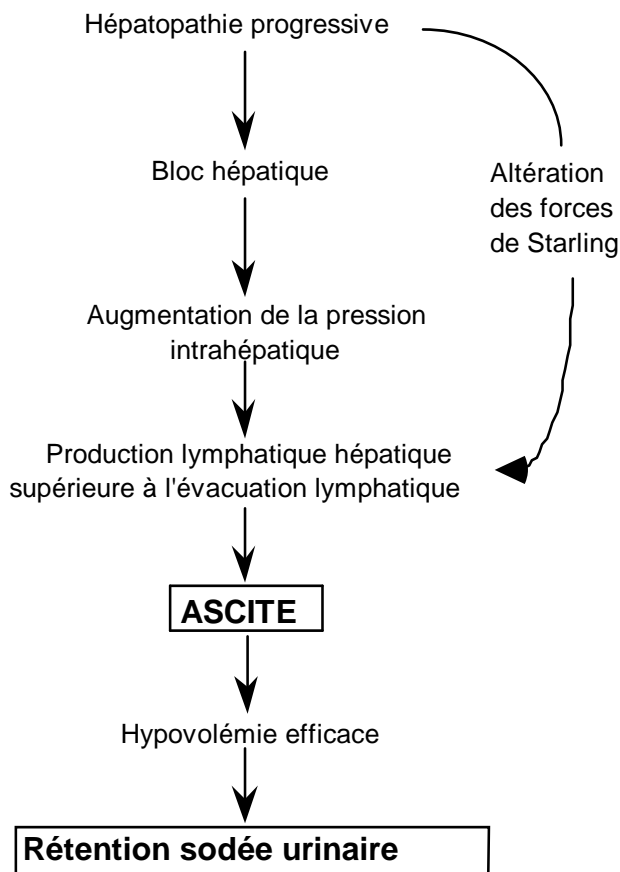 Hépatopathie progressive
Bloc hépatique
Altération
des forces
de Starling
Augmentation de la pression
intrahépatique
Production lymphatique hépatique
supérieure à l'évacuation lymphatique
ASCITE
Hypovolémie efficace
Rétention sodée urinaire